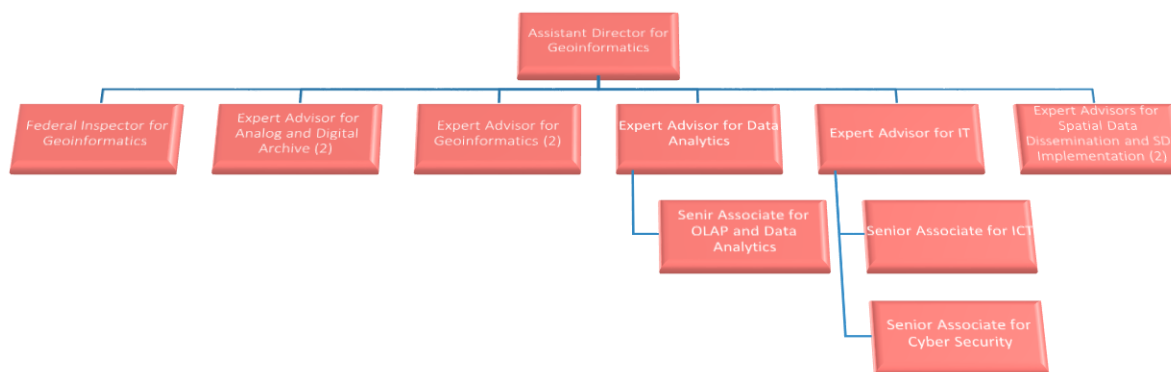 Assistant Director for
Geoinformatics
Federal Inspector for
Geoinformatics
Expert Advisor for
Analog and Digital
Archive (2)
Expert Advisor for
Geoinformatics (2)
Expert Advisor for Data
Analytics
Expert Advisor for IT
Expert Advisors for
Spatial Data
Dissemination and SD
Implementation (2)
Senir Associate for
OLAP and Data
Analytics
Senior Associate for ICT
Senior Associate for
Cyber Security